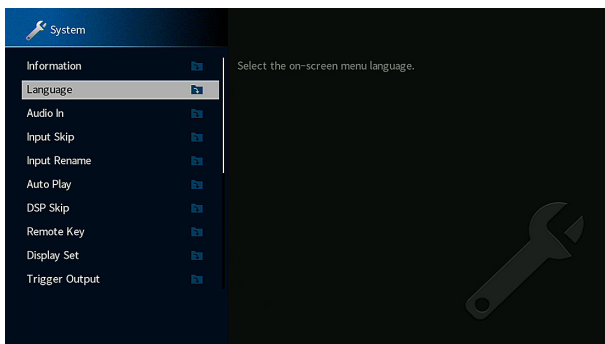 System
Information
Language
Audio In
Input Skip
Input Rename
Auto Play
DSP Skip
Remote Key
Display Set
Trigger Output
Select the on-screen menu language.